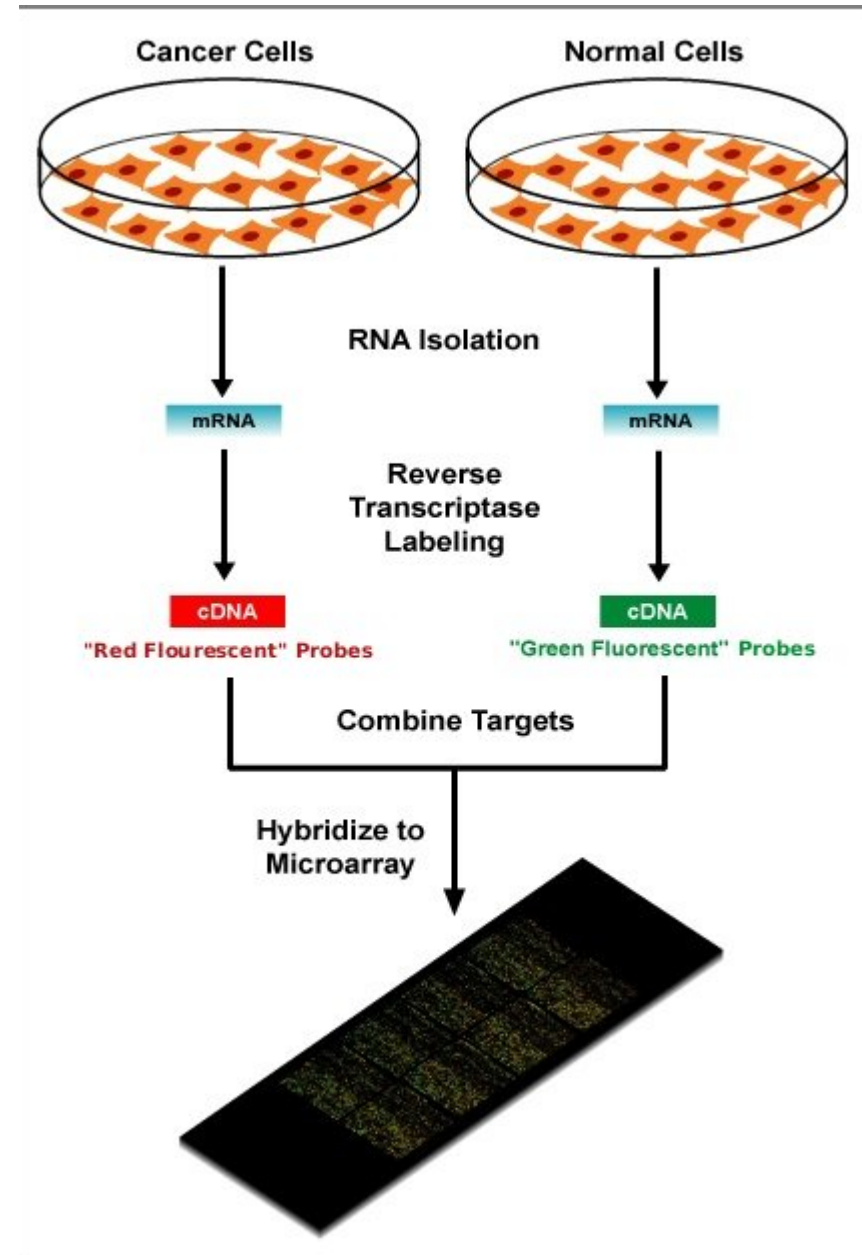 Cancer Cells
Normal Cells
RNA Isolation
mRNA
mRNA
Reverse
Transcriptase
Labeling
cDNA
cDNA
"Red Flourescent" Probes
"Green Fluorescent" Probes
Combine Targets
Hybridize to
Microarray